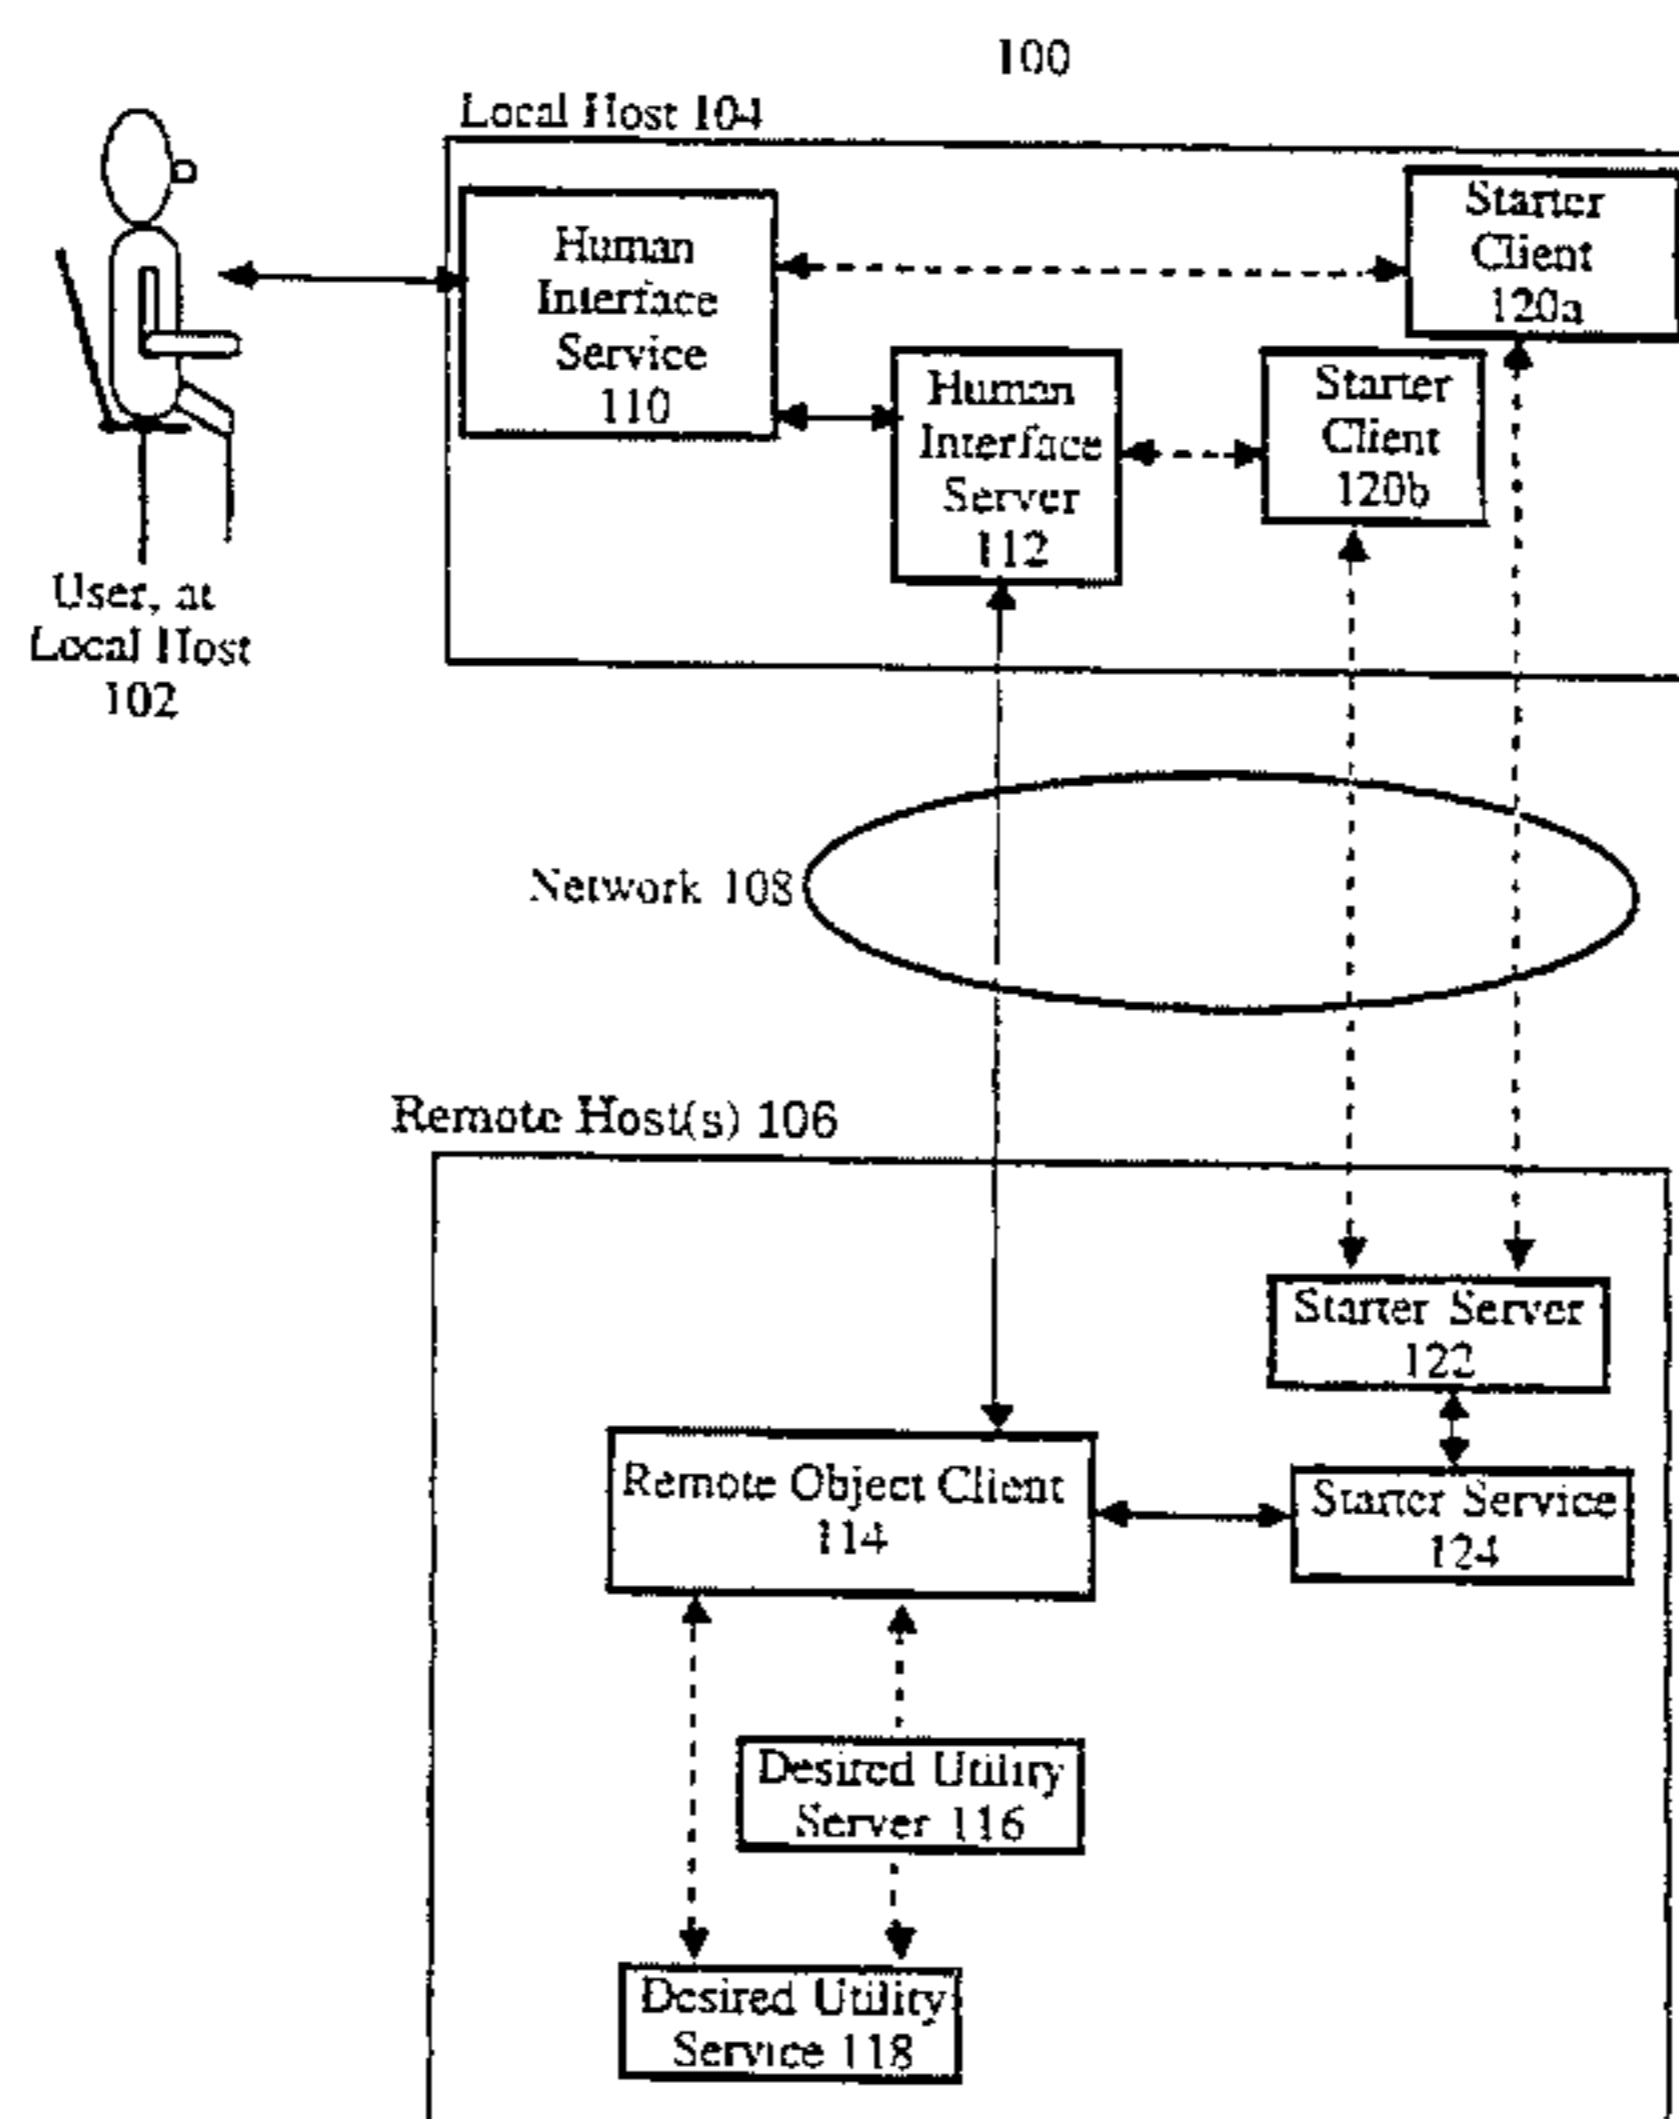 100
Local Host 104
Human
Interface
Service
110
Starter
Client
120a
Human
Interface
Server
112
Starter
Client
120b
User, at
Local Host
102
Network 108
Remote Host(s) 106
Starter Server
122
Remote Object Client
114
Starter Service
124
Desired Utility
Server 116
Desired Utility
Service 118